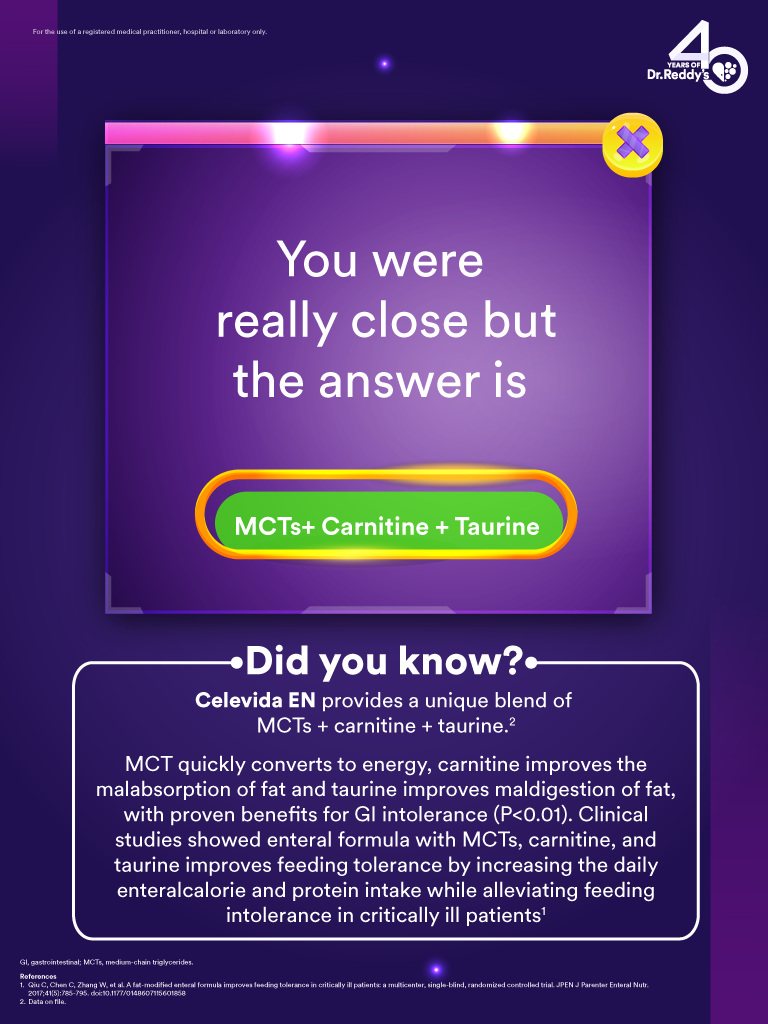 For the use of a registered medical practitioner, hospital or laboratory only.
40
YEARS OF
Dr.Reddy's
You were
really close but
the answer is
MCTs+ Carnitine + Taurine
Did you know?
Celevida EN provides a unique blend of
MCTs + carnitine + taurine.²
MCT quickly converts to energy, carnitine improves the
malabsorption of fat and taurine improves maldigestion of fat,
with proven benefits for GI intolerance (P<0.01). Clinical
studies showed enteral formula with MCTs, carnitine, and
taurine improves feeding tolerance by increasing the daily
enteralcalorie and protein intake while alleviating feeding
intolerance in critically ill patients¹
GI, gastrointestinal; MCTs, medium-chain triglycerides.
References
1. Qiu C, Chen C, Zhang W, et al. A fat-modified enteral formula improves feeding tolerance in critically ill patients: a multicenter, single-blind, randomized controlled trial. JPEN J Parenter Enteral Nutr.
2017;41(5):785-795. doi:10.1177/0148607115601858
2. Data on file.